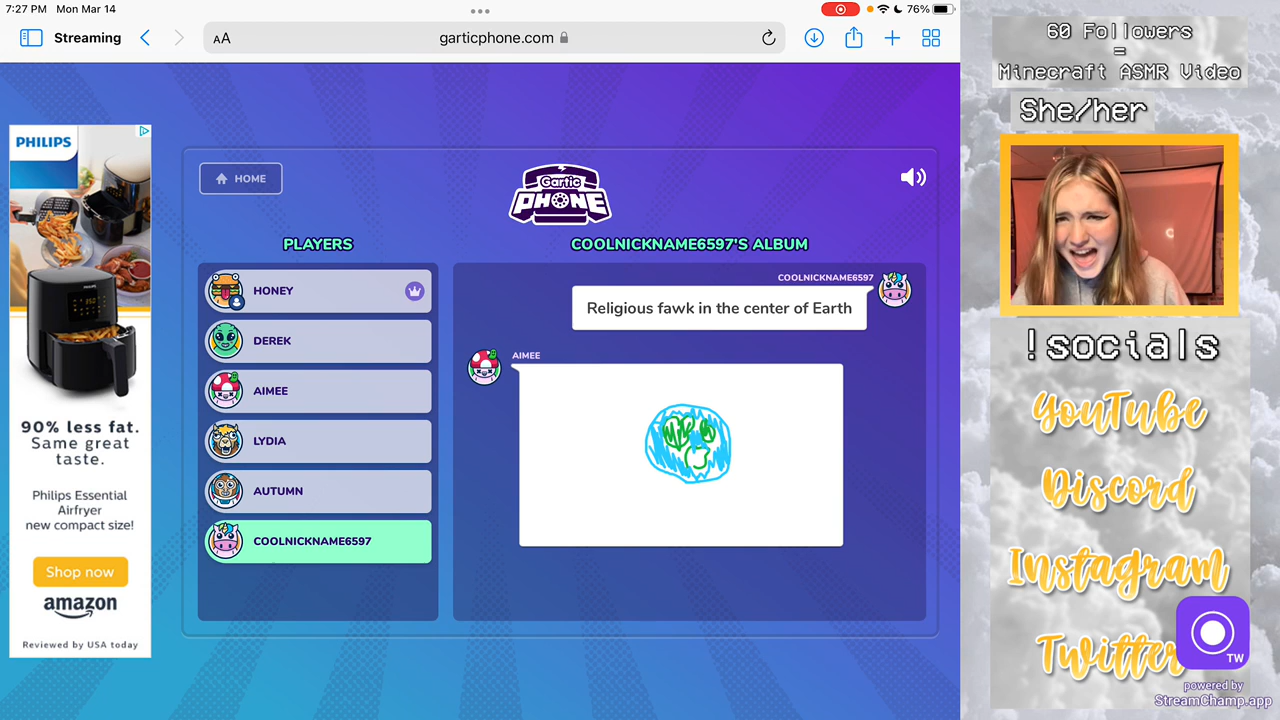 7:27 PM Mon Mar 14
76%
Streaming
AA
garticphone.com
PHILIPS
90% less fat.
Same great
taste.
Philips Essential
Airfryer
new compact size!
Shop now
amazon
Reviewed by USA today
HOME
Gartic
PHONE
PLAYERS
HONEY
DEREK
AIMEE
LYDIA
AUTUMN
COOLNICKNAME6597
COOLNICKNAME6597'S ALBUM
COOLNICKNAME6597
Religious fawk in the center of Earth
AIMEE
60 Followers
=
Minecraft ASMR Video
She/her
!socials
YouTube
Discord
Instagram
Twitter
TW
powered by
StreamChamp.app